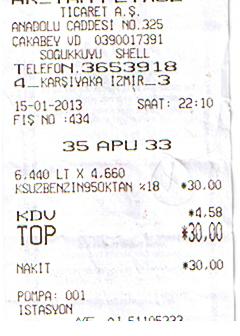 TICARET A.Ş.
ANADOLU CADDESI NO.325
CAKABEY VD 0390017391
SOGUKKUYU SHELL
TELEFON.3653918
4_KARŞIYAKA IZMIR_3
15-01-2013 SAAT: 22:10
FIŞ NO :434
35 APU 33
6.440 LT X 4.660
KSUZBENZIN95OKTAN %18 *30.00
KDV *4.58
TOP *30,00
NAKIT *30.00
POMPA: 001
ISTASYON